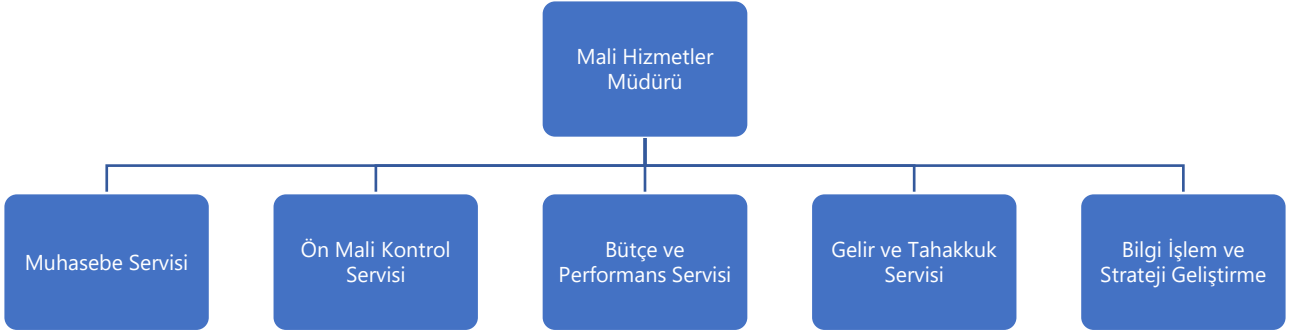 Mali Hizmetler
Müdürü
Muhasebe Servisi
Ön Mali Kontrol
Servisi
Bütçe ve
Performans Servisi
Gelir ve Tahakkuk
Servisi
Bilgi İşlem ve
Strateji Geliştirme